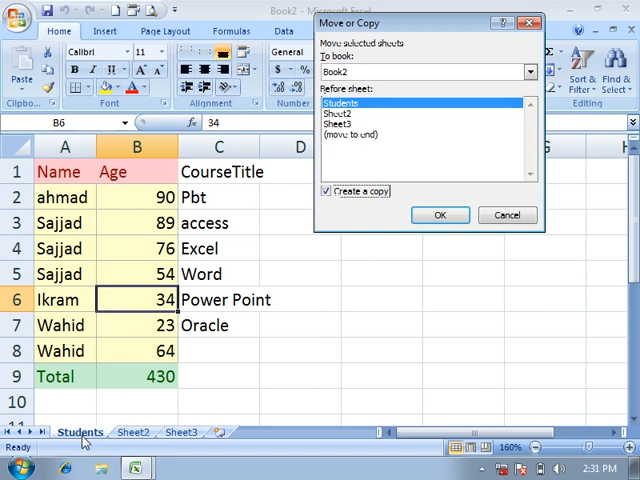 Book2 - Microsoft Excel
Move or Copy
Home
Insert
Page Layout
Formulas
Data
Move selected sheets
To book:
Book2
Before sheet:
Students
Sheet2
Sheet3
(move to end)
Create a copy
OK
Cancel
Paste
Clipboard
Calibri
11
B I U
Font
Alignment
General
$ % ,
Number
Sort & Filter
Find & Select
Editing
B6
34
A B C D G H
1 Name Age CourseTitle
2 ahmad 90 Pbt
3 Sajjad 89 access
4 Sajjad 76 Excel
5 Sajjad 54 Word
6 Ikram 34 Power Point
7 Wahid 23 Oracle
8 Wahid 64
9 Total 430
10
11
Students Sheet2 Sheet3
Ready
160%
2:31 PM